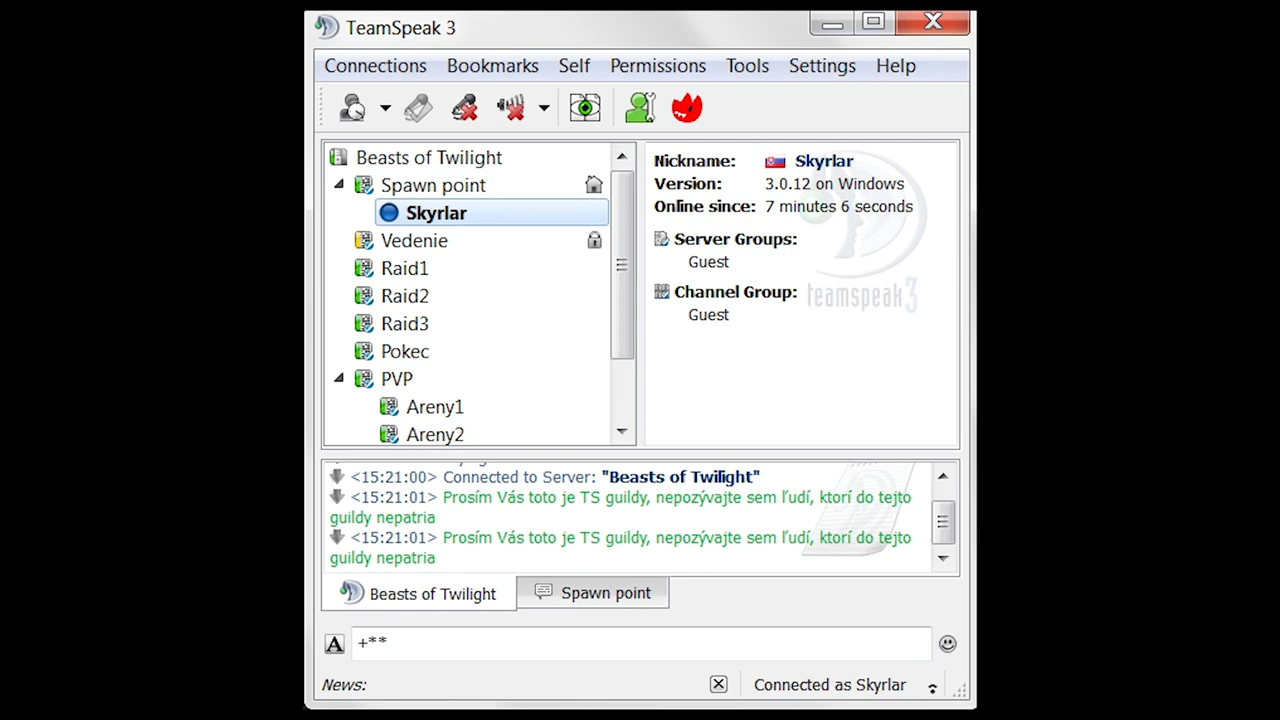 TeamSpeak 3
Connections Bookmarks Self Permissions Tools Settings Help
Beasts of Twilight
Spawn point
Skyrlar
Vedenie
Raid1
Raid2
Raid3
Pokec
PVP
Areny1
Areny2
Nickname: Skyrlar
Version: 3.0.12 on Windows
Online since: 7 minutes 6 seconds
Server Groups:
Guest
Channel Group:
Guest
teamspeak 3
<15:21:00> Connected to Server: "Beasts of Twilight"
<15:21:01> Prosím Vás toto je TS guildy, nepozývajte sem ľudí, ktorí do tejto
guildy nepatria
<15:21:01> Prosím Vás toto je TS guildy, nepozývajte sem ľudí, ktorí do tejto
guildy nepatria
Beasts of Twilight Spawn point
A +**
News: Connected as Skyrlar